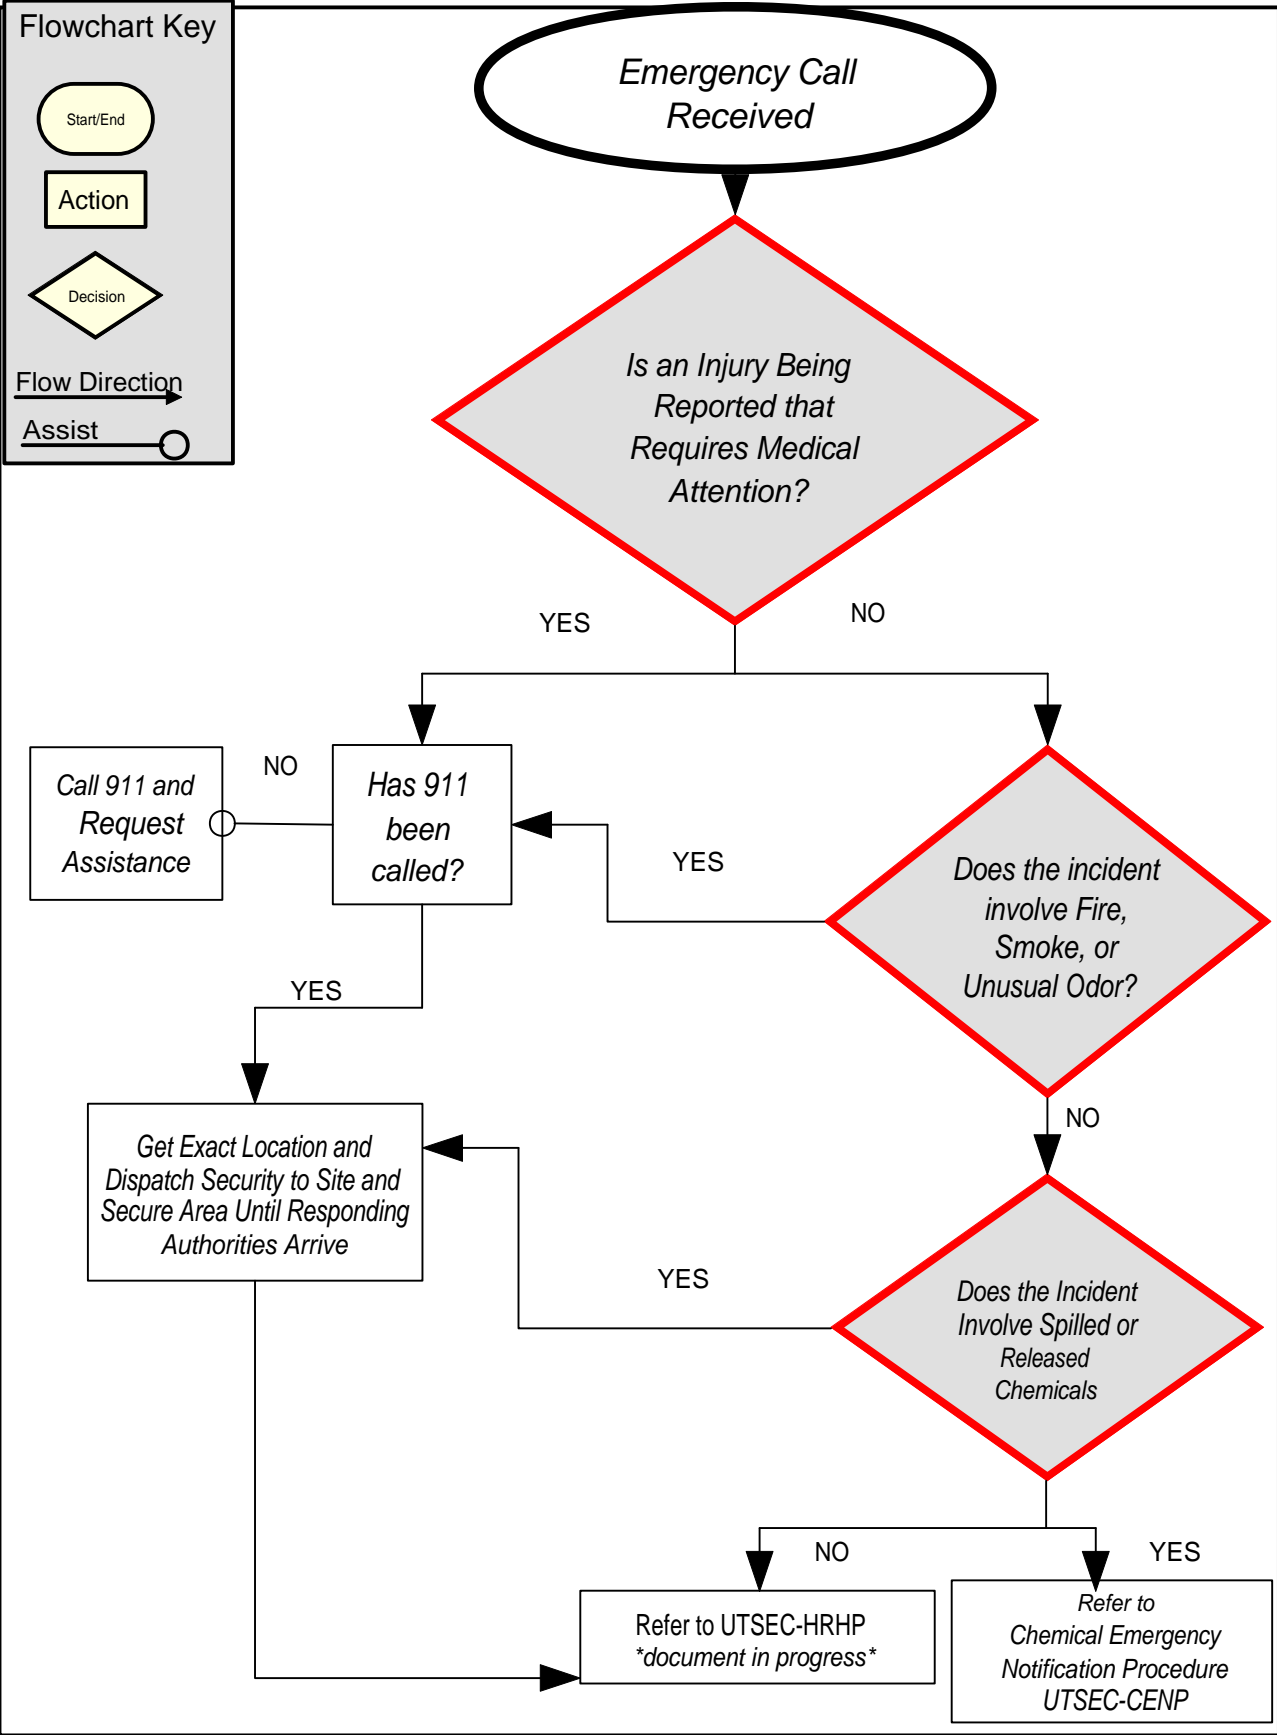 Flowchart Key
Start/End
Action
Decision
Flow Direction
Assist
Emergency Call
Received
Is an Injury Being
Reported that
Requires Medical
Attention?
YES
NO
Call 911 and
Request
Assistance
NO
Has 911
been
called?
YES
Does the incident
involve Fire,
Smoke, or
Unusual Odor?
YES
NO
Get Exact Location and
Dispatch Security to Site and
Secure Area Until Responding
Authorities Arrive
YES
Does the Incident
Involve Spilled or
Released
Chemicals
NO
YES
Refer to UTSEC-HRHP
*document in progress*
Refer to
Chemical Emergency
Notification Procedure
UTSEC-CENP